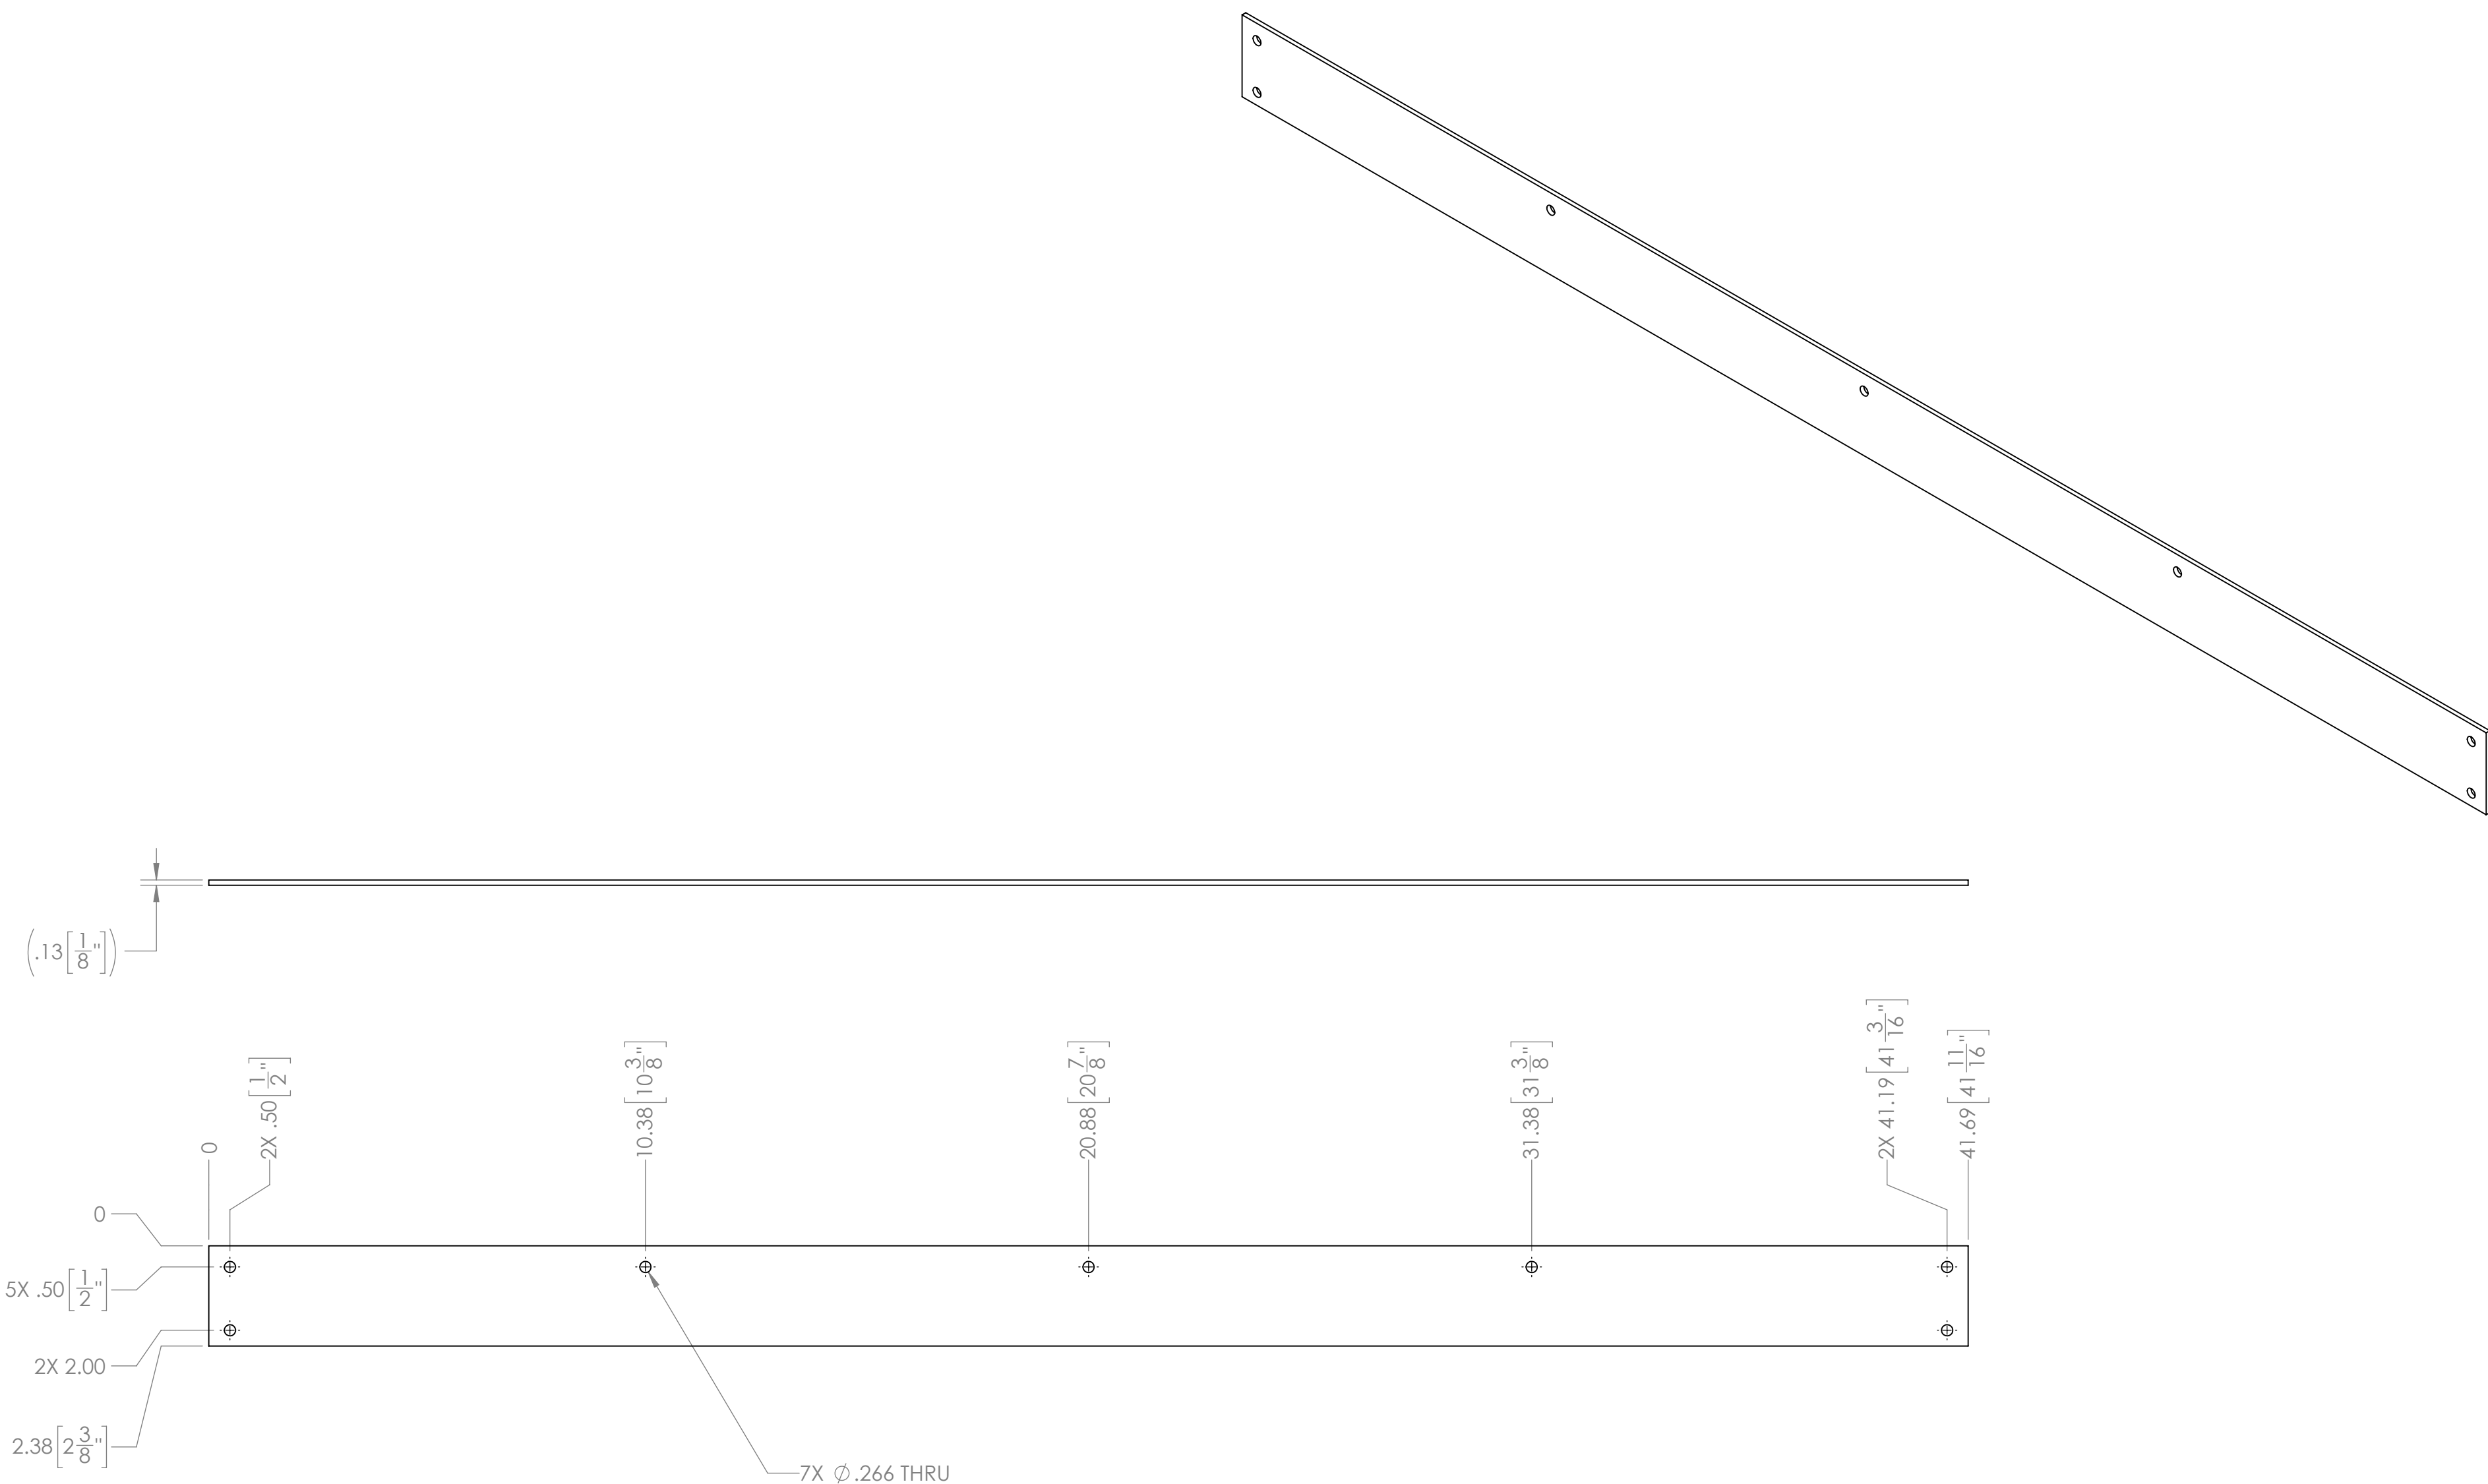 (.13[1/8"])
0
2X .50[1/2"]
10.38[10 3/8"]
20.88[20 7/8"]
31.38[31 3/8"]
2X 41.19[41 3/16"]
41.69[41 11/16"]
0
5X .50[1/2"]
2X 2.00
2.38[2 3/8"]
7X ∅.266 THRU